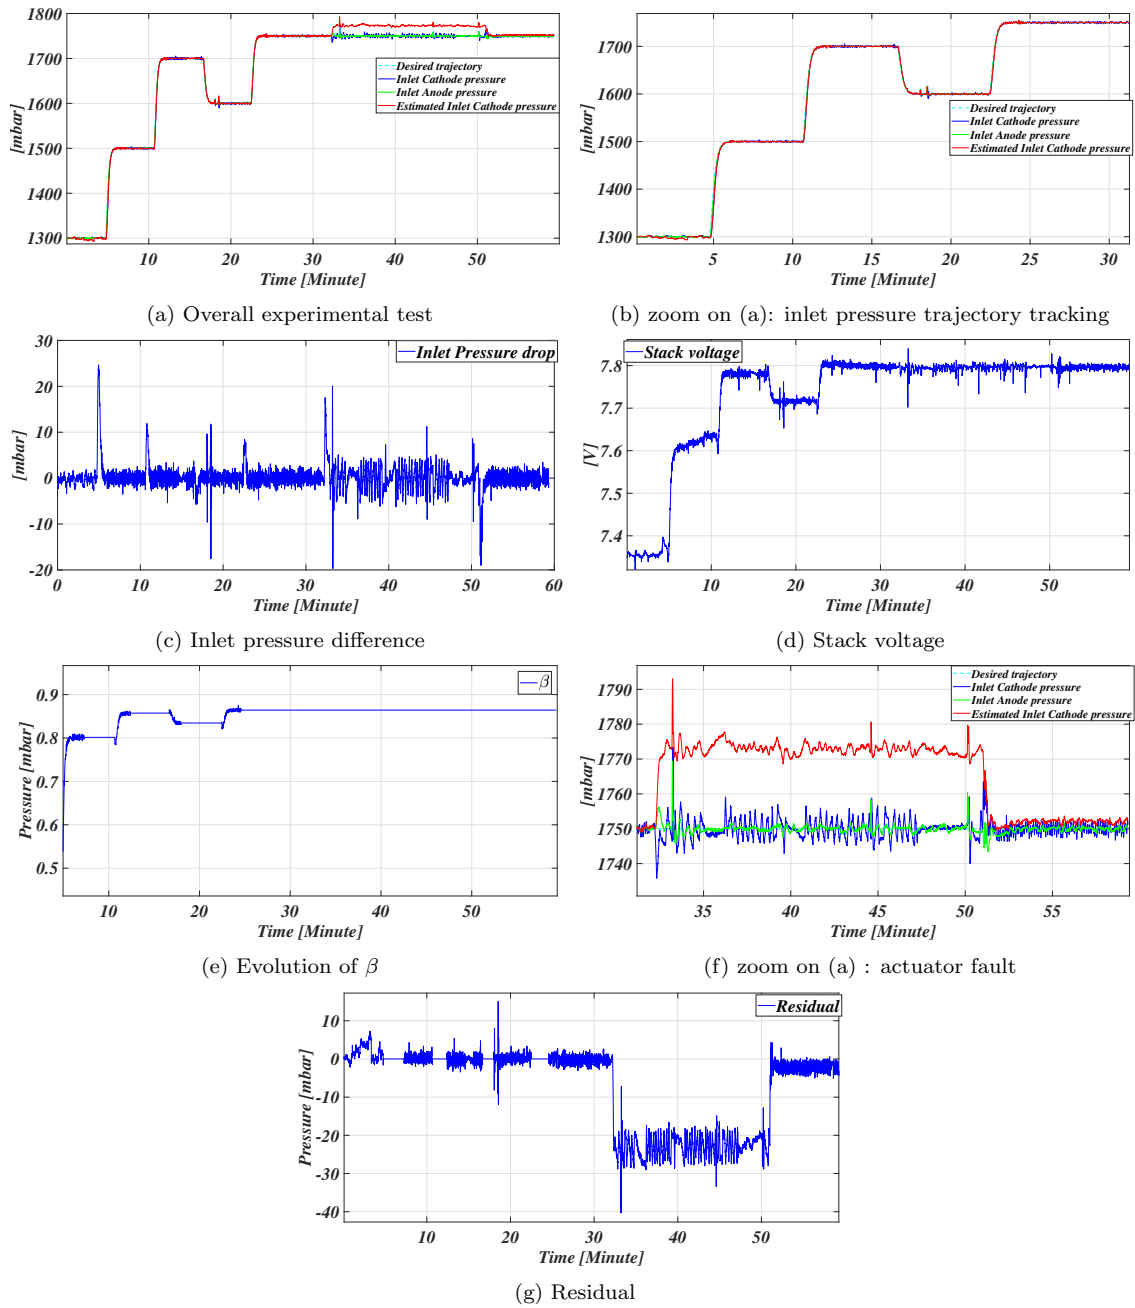 1800
1700
1600
1500
1400
1300
[mbar]
Desired trajectory
Inlet Cathode pressure
Inlet Anode pressure
Estimated Inlet Cathode pressure
10
20
30
40
50
Time [Minute]
(a) Overall experimental test
1700
1600
1500
1400
1300
[mbar]
Desired trajectory
Inlet Cathode pressure
Inlet Anode pressure
Estimated Inlet Cathode pressure
5
10
15
20
25
30
Time [Minute]
(b) zoom on (a): inlet pressure trajectory tracking
30
20
10
0
-10
-20
[mbar]
Inlet Pressure drop
0
10
20
30
40
50
60
Time [Minute]
(c) Inlet pressure difference
7.8
7.7
7.6
7.5
7.4
[V]
Stack voltage
10
20
30
40
50
Time [Minute]
(d) Stack voltage
0.9
0.8
0.7
0.6
0.5
Pressure [mbar]
β
10
20
30
40
50
Time [Minute]
(e) Evolution of β
1790
1780
1770
1760
1750
1740
[mbar]
Desired trajectory
Inlet Cathode pressure
Inlet Anode pressure
Estimated Inlet Cathode pressure
35
40
45
50
55
Time [Minute]
(f) zoom on (a) : actuator fault
10
0
-10
-20
-30
-40
Pressure [mbar]
Residual
10
20
30
40
50
Time [Minute]
(g) Residual